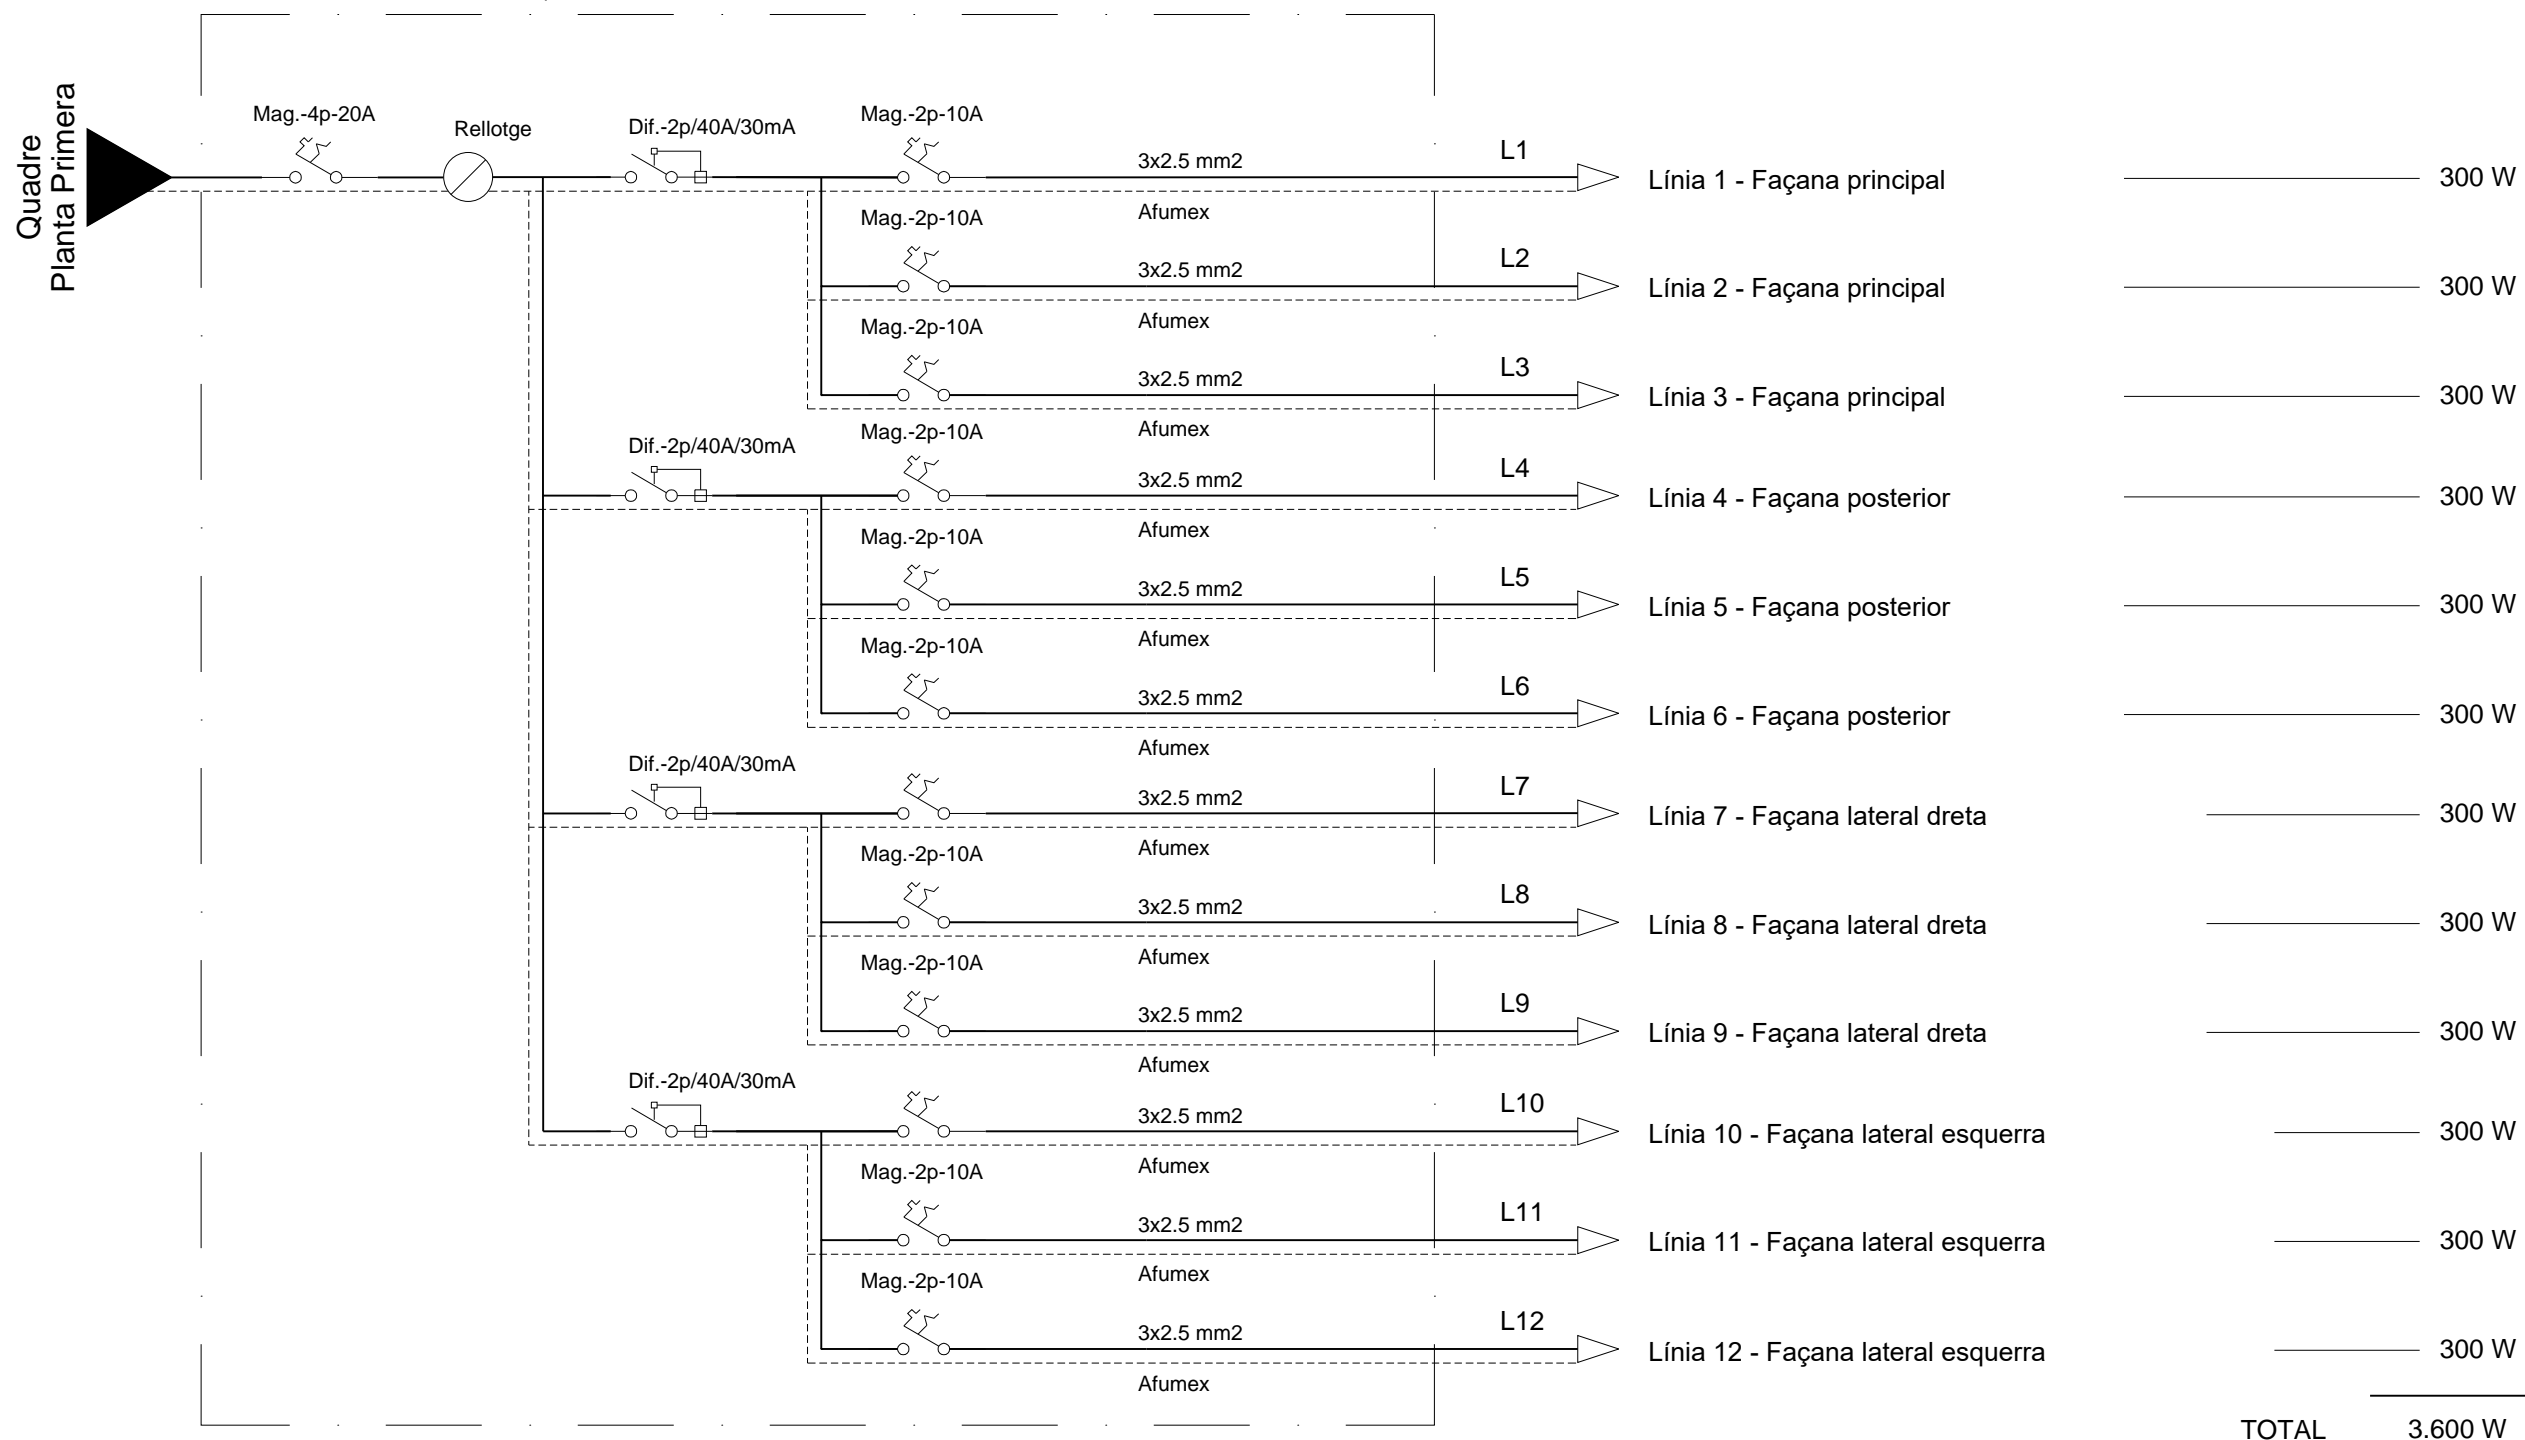 Quadre
Planta Primera
Mag.-4p-20A
Rellotge
Dif.-2p/40A/30mA
Mag.-2p-10A
3x2.5 mm2
L1
Afumex
Línia 1 - Façana principal
300 W
Mag.-2p-10A
3x2.5 mm2
L2
Afumex
Línia 2 - Façana principal
300 W
Mag.-2p-10A
3x2.5 mm2
L3
Afumex
Línia 3 - Façana principal
300 W
Dif.-2p/40A/30mA
Mag.-2p-10A
3x2.5 mm2
L4
Afumex
Línia 4 - Façana posterior
300 W
Mag.-2p-10A
3x2.5 mm2
L5
Afumex
Línia 5 - Façana posterior
300 W
Mag.-2p-10A
3x2.5 mm2
L6
Afumex
Línia 6 - Façana posterior
300 W
Dif.-2p/40A/30mA
3x2.5 mm2
L7
Afumex
Línia 7 - Façana lateral dreta
300 W
Mag.-2p-10A
3x2.5 mm2
L8
Afumex
Línia 8 - Façana lateral dreta
300 W
Mag.-2p-10A
3x2.5 mm2
L9
Afumex
Línia 9 - Façana lateral dreta
300 W
Dif.-2p/40A/30mA
3x2.5 mm2
L10
Afumex
Línia 10 - Façana lateral esquerra
300 W
Mag.-2p-10A
3x2.5 mm2
L11
Afumex
Línia 11 - Façana lateral esquerra
300 W
Mag.-2p-10A
3x2.5 mm2
L12
Afumex
Línia 12 - Façana lateral esquerra
300 W
TOTAL 3.600 W